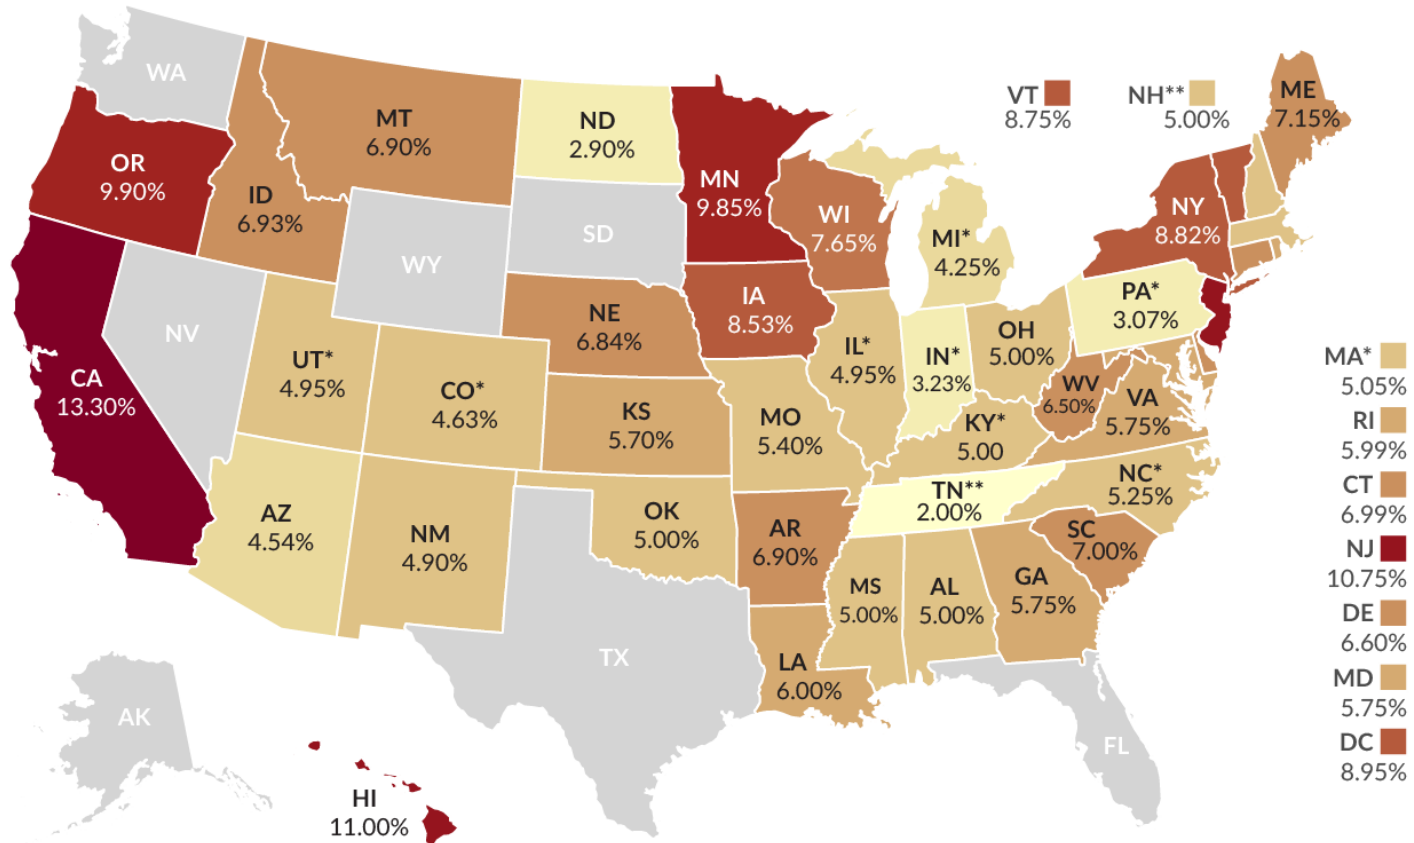 WA
MT
6.90%
ND
2.90%
MN
9.85%
VT
8.75%
NH**
5.00%
ME
7.15%
OR
9.90%
ID
6.93%
WY
SD
WI
7.65%
MI*
4.25%
NY
8.82%
NV
UT*
4.95%
CO*
4.63%
NE
6.84%
IA
8.53%
IL*
4.95%
IN*
3.23%
OH
5.00%
PA*
3.07%
CA
13.30%
KS
5.70%
MO
5.40%
KY*
5.00
WV
6.50%
VA
5.75%
AZ
4.54%
NM
4.90%
OK
5.00%
AR
6.90%
TN**
2.00%
NC*
5.25%
SC
7.00%
MS
5.00%
AL
5.00%
GA
5.75%
TX
LA
6.00%
FL
AK
HI
11.00%
MA*
5.05%
RI
5.99%
CT
6.99%
NJ
10.75%
DE
6.60%
MD
5.75%
DC
8.95%